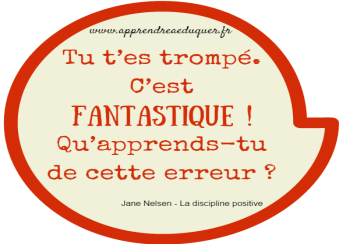 www.apprendreaeduquer.fr
Tu t'es trompé.
C'est
FANTASTIQUE !
Qu'apprends-tu
de cette erreur ?
Jane Nelsen - La discipline positive